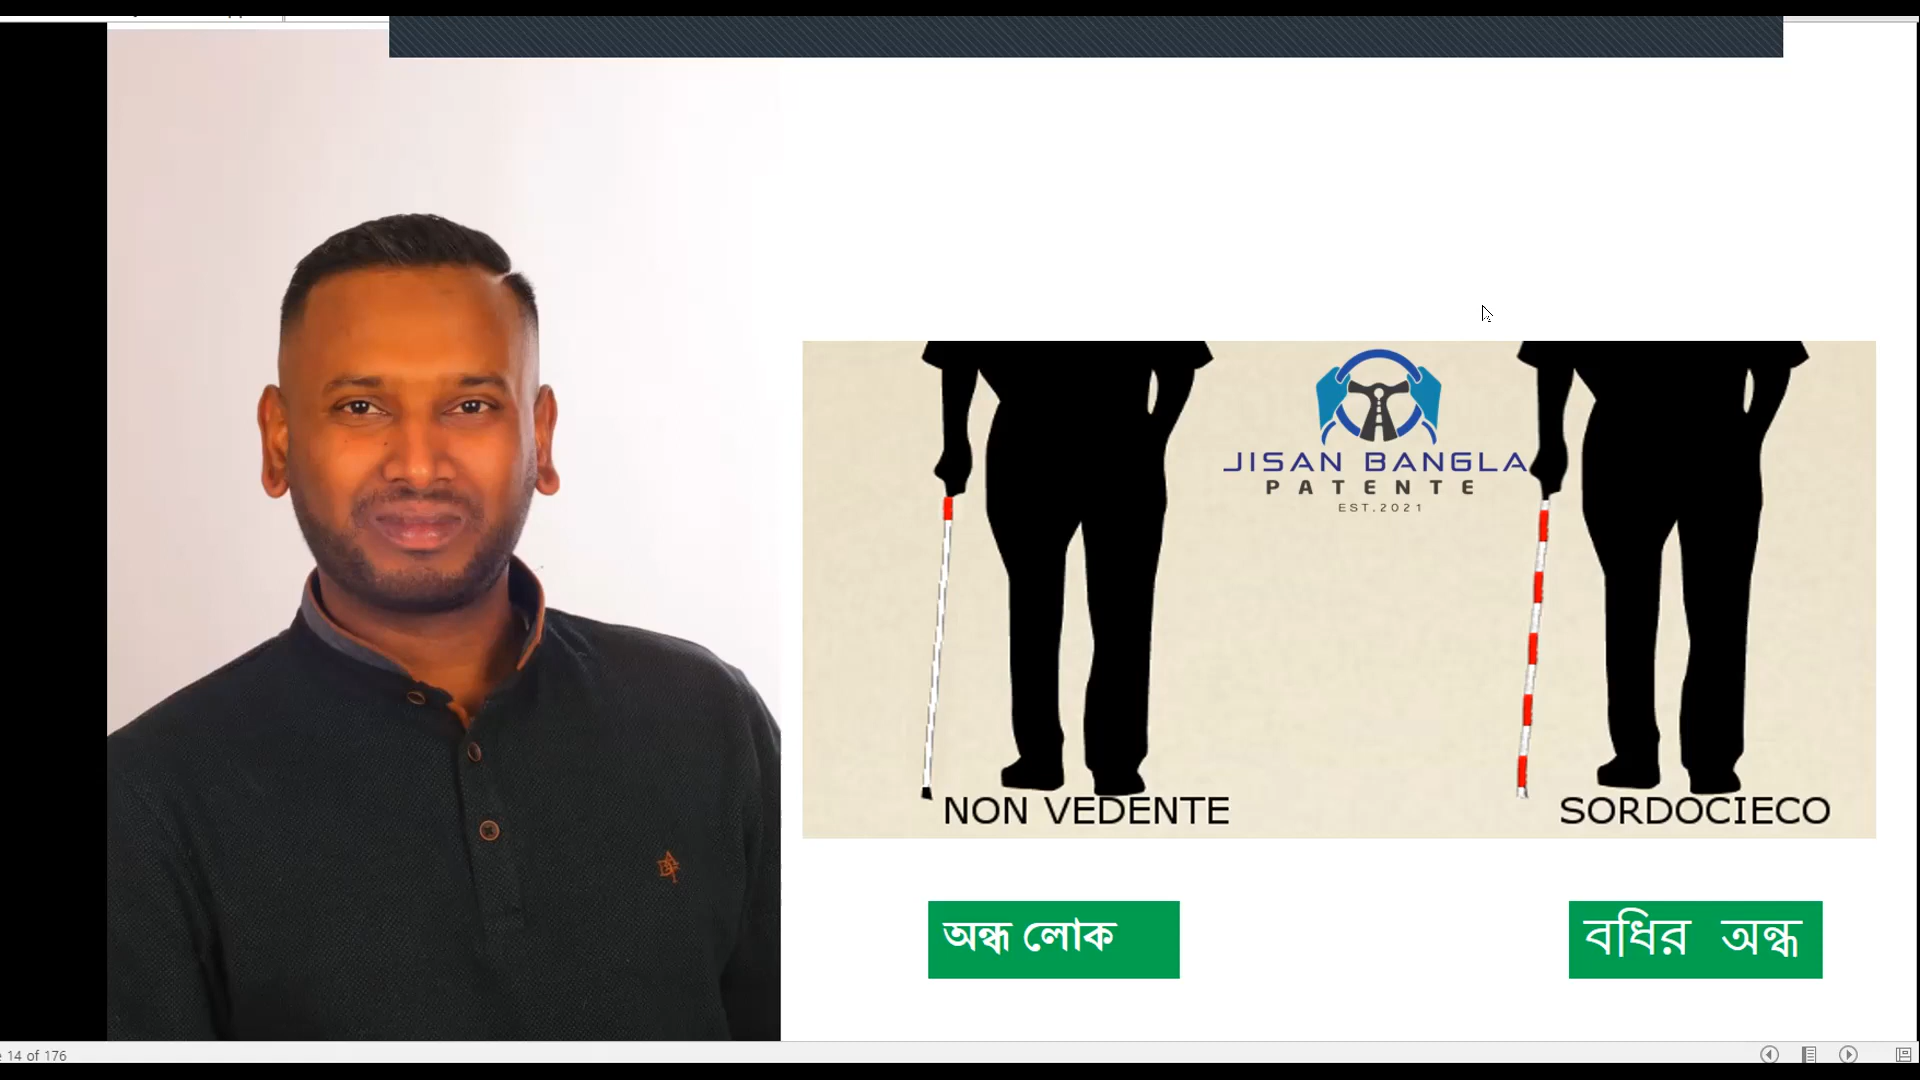 JISAN BANGLA
PATENTE
EST.2021
NON VEDENTE
SORDOCIECO
অন্ধ লোক
বধির অন্ধ
14 of 176